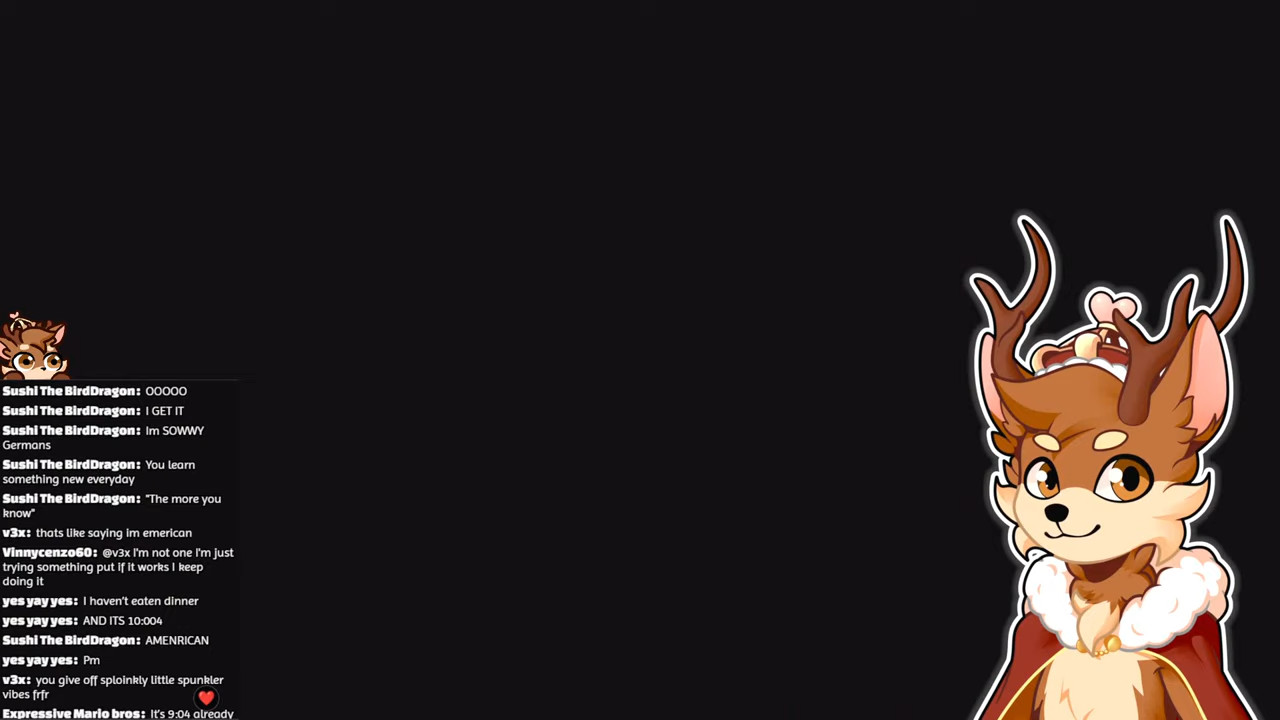 Sushi The BirdDragon: OOOOO
Sushi The BirdDragon: I GET IT
Sushi The BirdDragon: Im SOWWY
Germans
Sushi The BirdDragon: You learn
something new everyday
Sushi The BirdDragon: "The more you
know"
v3x: thats like saying im emerican
Vinnycenzo60: @v3x I'm not one i'm just
trying something put if it works I keep
doing it
yes yay yes: I haven't eaten dinner
yes yay yes: AND ITS 10:004
Sushi The BirdDragon: AMENRICAN
yes yay yes: Pm
v3x: you give off sploinkly little spunkler
vibes frfr
Expressive Mario bros: It's 9:04 already